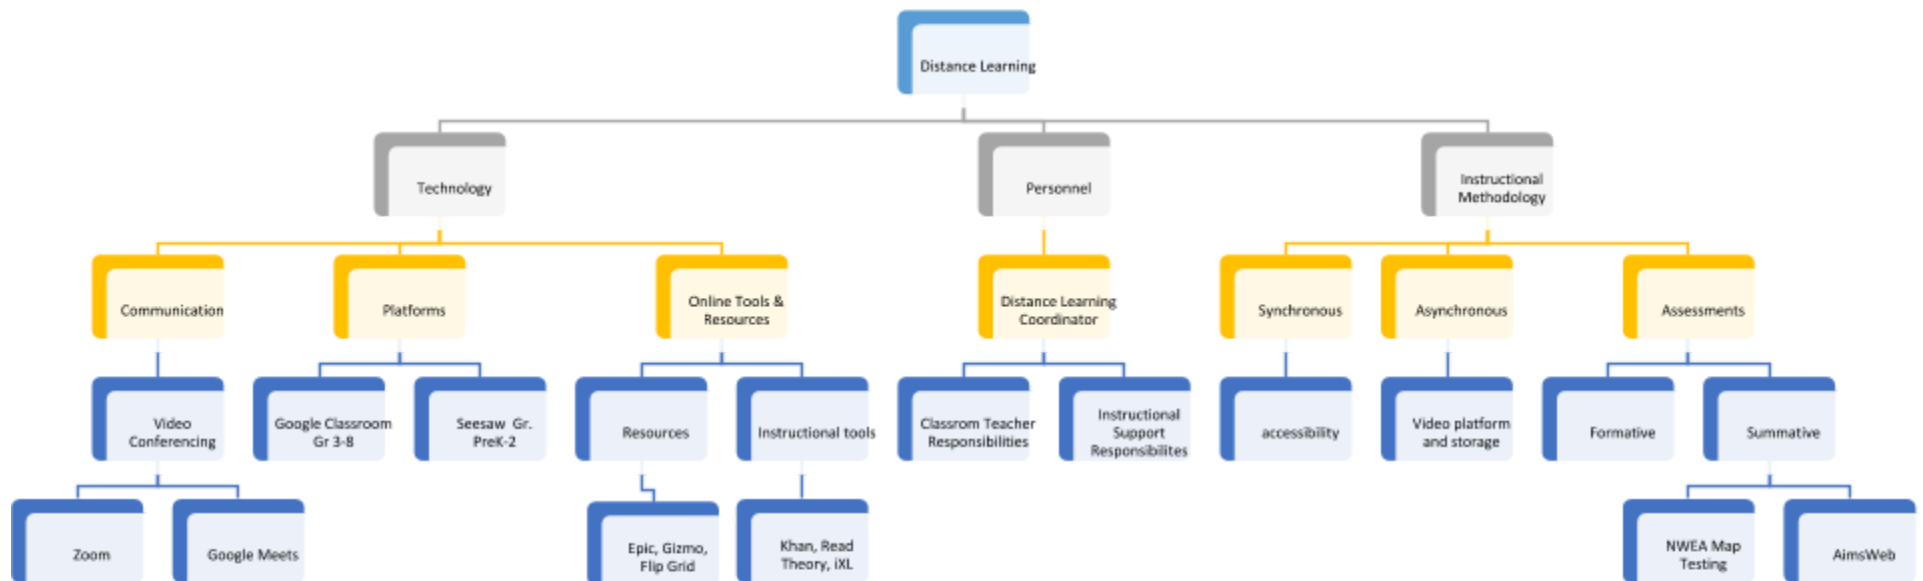 Distance Learning
Technology
Personnel
Instructional
Methodology
Communication
Platforms
Online Tools &
Resources
Distance Learning
Coordinator
Synchronous
Asynchronous
Assessments
Video
Conferencing
Google Classroom
Gr 3-8
Seesaw Gr.
PreK-2
Resources
Instructional tools
Classrom Teacher
Responsibilities
Instructional
Support
Responsibilites
accessibility
Video platform
and storage
Formative
Summative
Zoom
Google Meets
Epic, Gizmo,
Flip Grid
Khan, Read
Theory, iXL
NWEA Map
Testing
AimsWeb